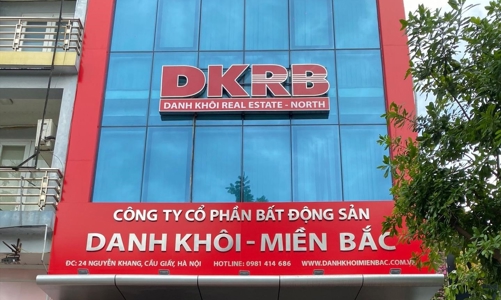 DKRB
DANH KHÔI REAL ESTATE - NORTH
CÔNG TY CỔ PHẦN BẤT ĐỘNG SẢN
DANH KHÔI - MIỀN BẮC
ĐC: 24 NGUYỄN KHANG, CẦU GIẤY, HÀ NỘI HOTLINE: 0981 414 686 WWW.DANHKHOIMIENBAC.COM.VN